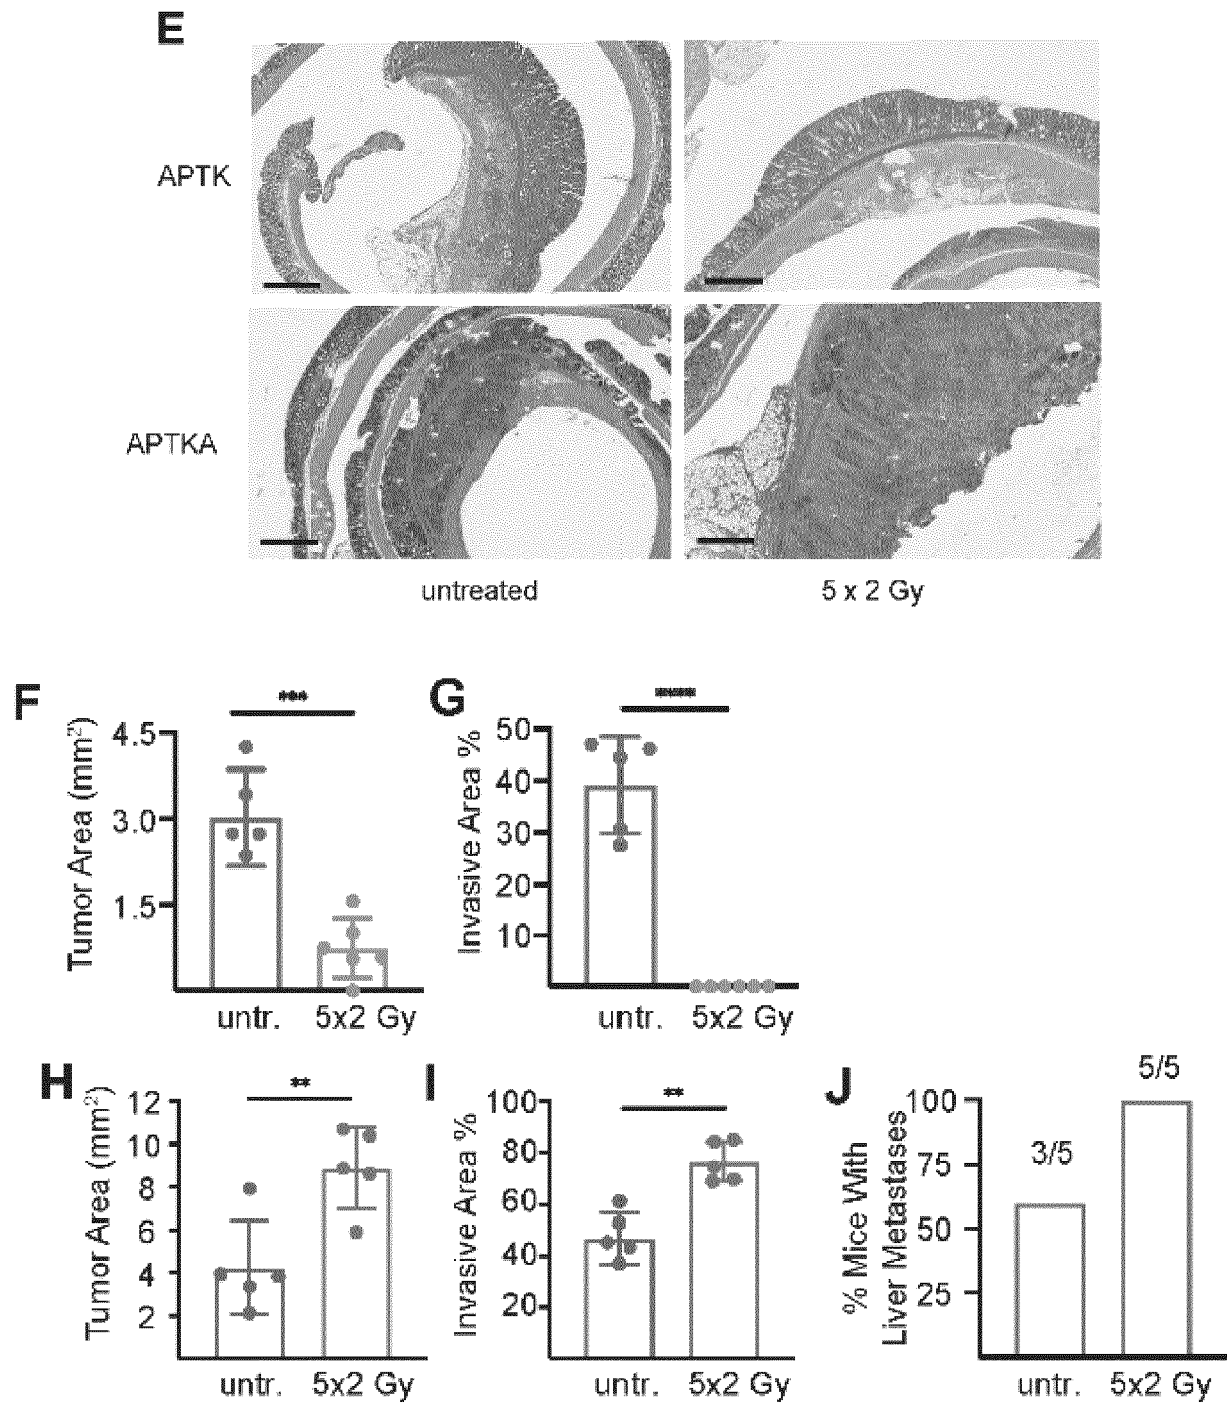 E
APTK
APTKA
untreated
5 x 2 Gy
F
***
Tumor Area (mm²)
4.5
3.0
1.5
untr.
5x2 Gy
G
****
Invasive Area %
50
40
30
20
10
untr.
5x2 Gy
H
**
Tumor Area (mm²)
12
10
8
6
4
2
untr.
5x2 Gy
I
**
Invasive Area %
100
80
60
40
20
untr.
5x2 Gy
J
% Mice With
Liver Metastases
100
75
50
25
3/5
5/5
untr.
5x2 Gy